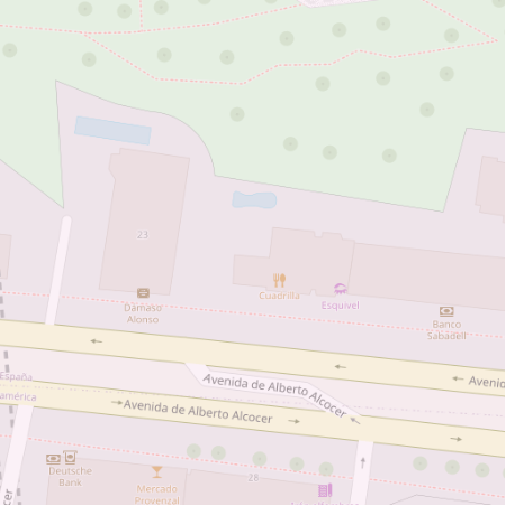 23
Cuadrilla
Esquivel
Dámaso
Alonso
Banco
Sabadell
España
américa
Avenida de Alberto Alcocer
Avenida de Alberto Alcocer
28
Deutsche
Bank
Mercado
Provenzal